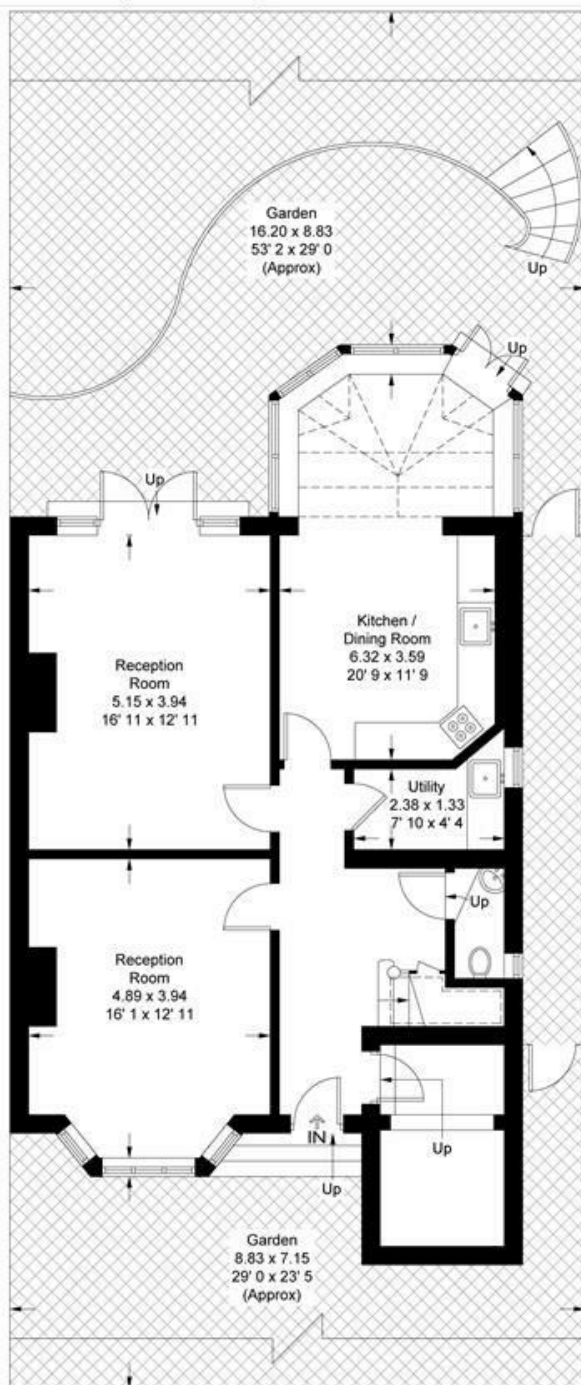 Garden
16.20 x 8.83
53' 2 x 29' 0
(Approx)
Up
Up
Up
Kitchen /
Dining Room
6.32 x 3.59
20' 9 x 11' 9
Reception
Room
5.15 x 3.94
16' 11 x 12' 11
Utility
2.38 x 1.33
7' 10 x 4' 4
Up
Reception
Room
4.89 x 3.94
16' 1 x 12' 11
IN
Up
Up
Garden
8.83 x 7.15
29' 0 x 23' 5
(Approx)